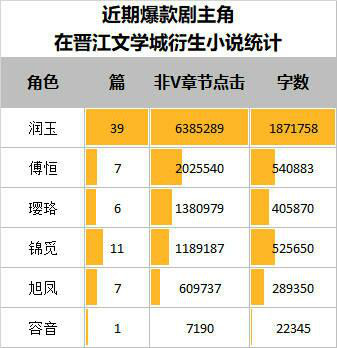 近期爆款剧主角
在晋江文学城衍生小说统计
角色 篇 非V章节点击 字数
润玉 39 6385289 1871758
傅恒 7 2025540 540883
璎珞 6 1380979 405870
锦觅 11 1189187 525650
旭凤 7 609737 289350
容音 1 7190 22345